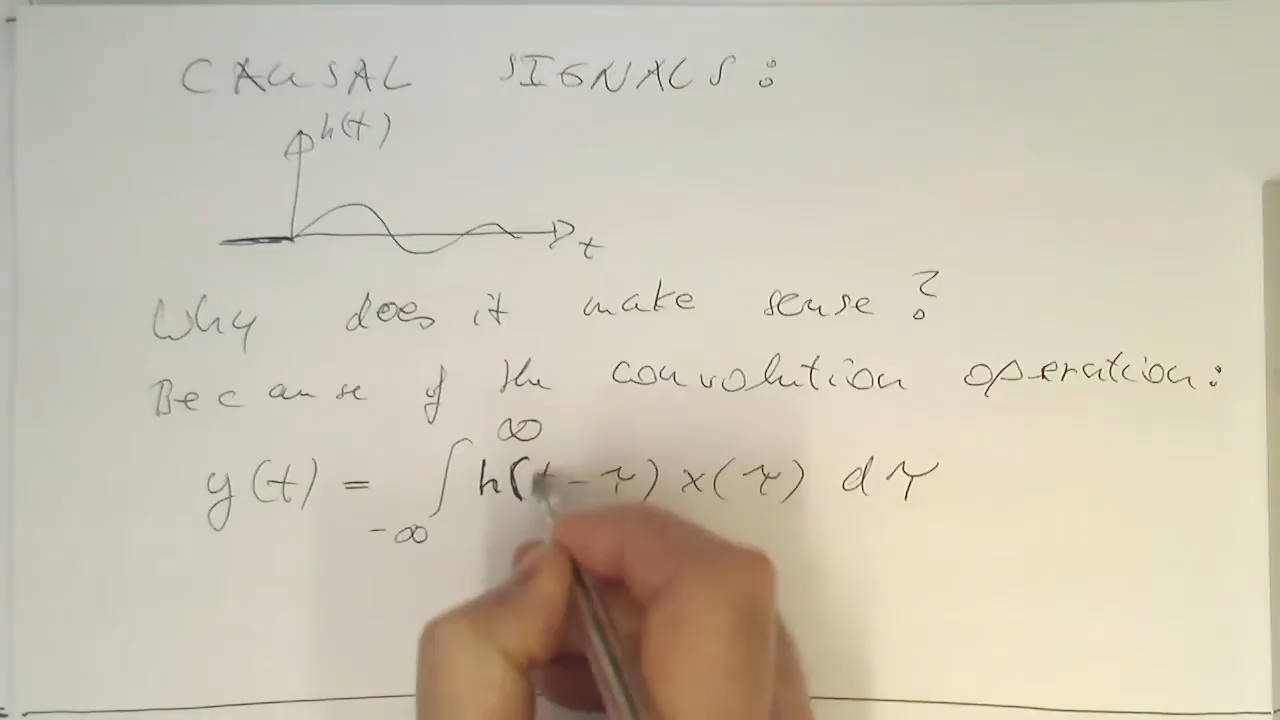 CAUSAL SIGNALS:
h(t)
t
Why does it make sense?
Because of the convolution operation:
∞
y(t) = ∫ h(t-τ) x(τ) dτ
-∞